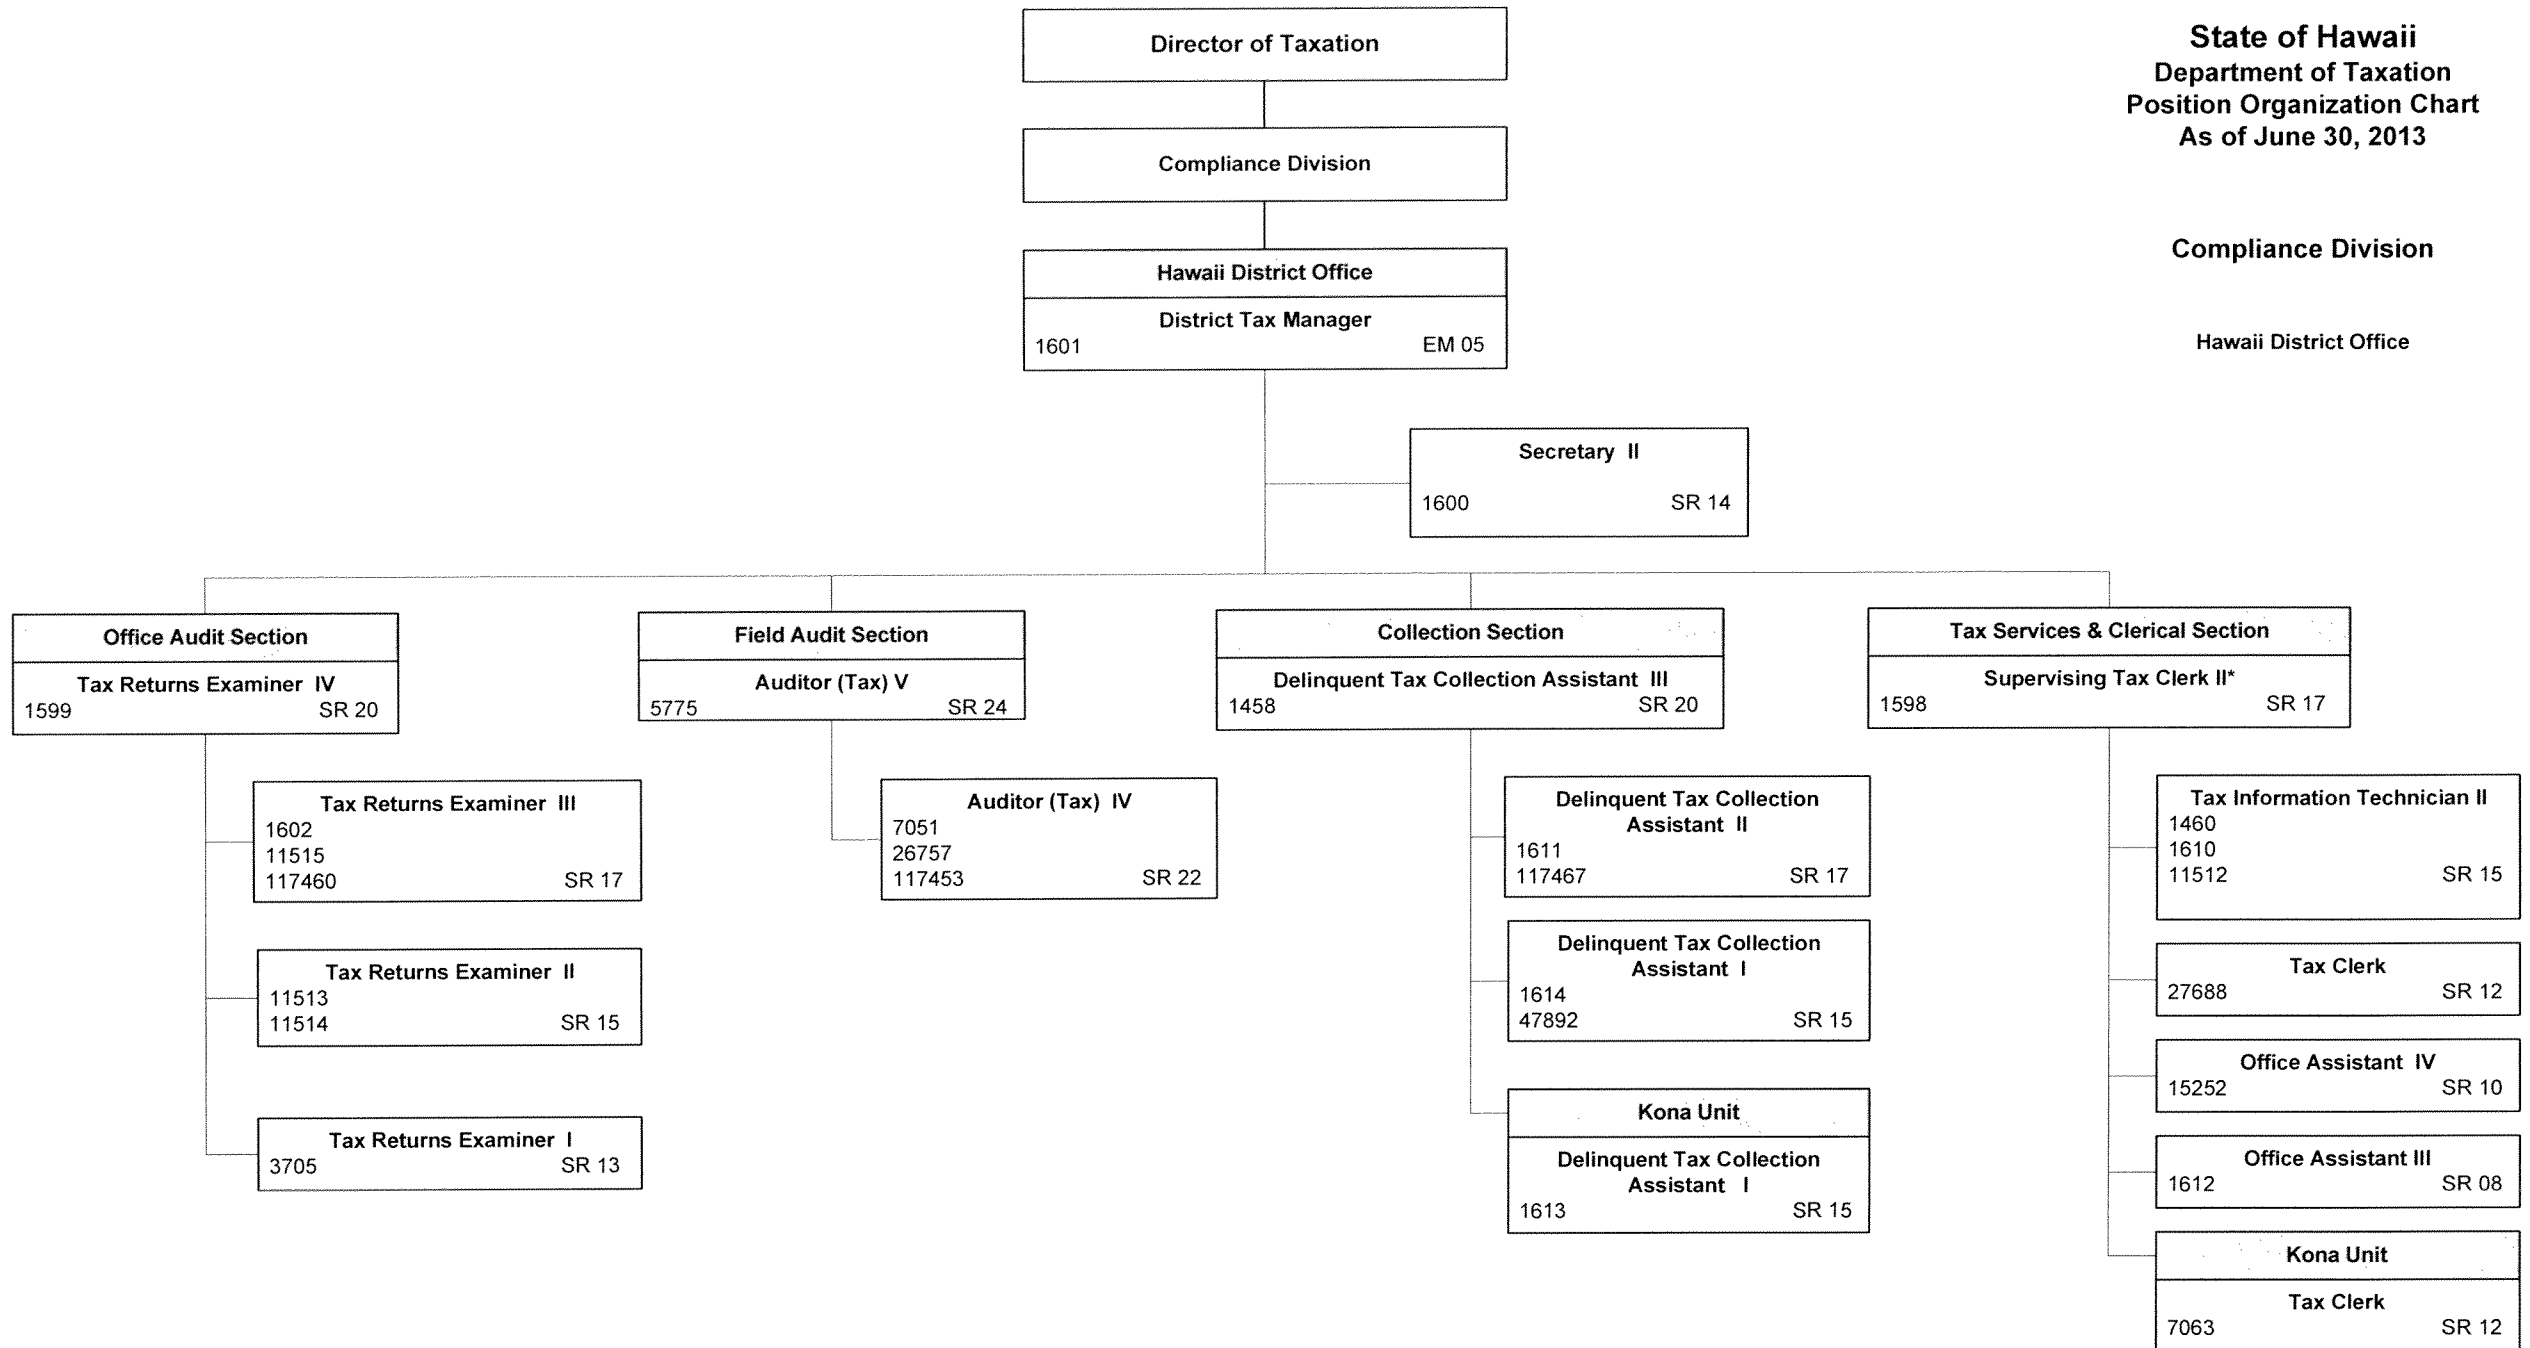 State of Hawaii
Department of Taxation
Position Organization Chart
As of June 30, 2013
Compliance Division
Hawaii District Office
Director of Taxation
Compliance Division
Hawaii District Office
District Tax Manager
1601 EM 05
Secretary II
1600 SR 14
Office Audit Section
Tax Returns Examiner IV
1599 SR 20
Tax Returns Examiner III
1602
11515
117460 SR 17
Tax Returns Examiner II
11513
11514 SR 15
Tax Returns Examiner I
3705 SR 13
Field Audit Section
Auditor (Tax) V
5775 SR 24
Auditor (Tax) IV
7051
26757
117453 SR 22
Collection Section
Delinquent Tax Collection Assistant III
1458 SR 20
Delinquent Tax Collection
Assistant II
1611
117467 SR 17
Delinquent Tax Collection
Assistant I
1614
47892 SR 15
Kona Unit
Delinquent Tax Collection
Assistant I
1613 SR 15
Tax Services & Clerical Section
Supervising Tax Clerk II*
1598 SR 17
Tax Information Technician II
1460
1610
11512 SR 15
Tax Clerk
27688 SR 12
Office Assistant IV
15252 SR 10
Office Assistant III
1612 SR 08
Kona Unit
Tax Clerk
7063 SR 12